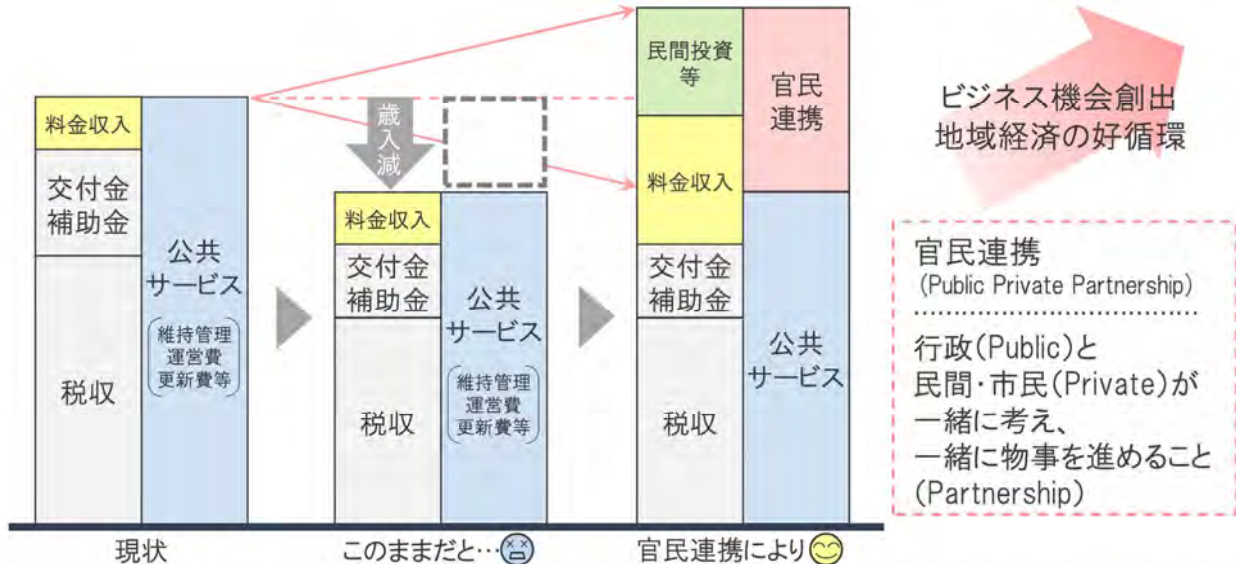 料金収入
交付金
補助金
税収
公共
サービス
維持管理
運営費
更新費等
現状
歳入減
料金収入
交付金
補助金
税収
公共
サービス
維持管理
運営費
更新費等
このままだと…
民間投資
等
料金収入
交付金
補助金
税収
官民
連携
公共
サービス
官民連携により
ビジネス機会創出
地域経済の好循環
官民連携
(Public Private Partnership)
行政(Public)と
民間・市民(Private)が
一緒に考え、
一緒に物事を進めること
(Partnership)